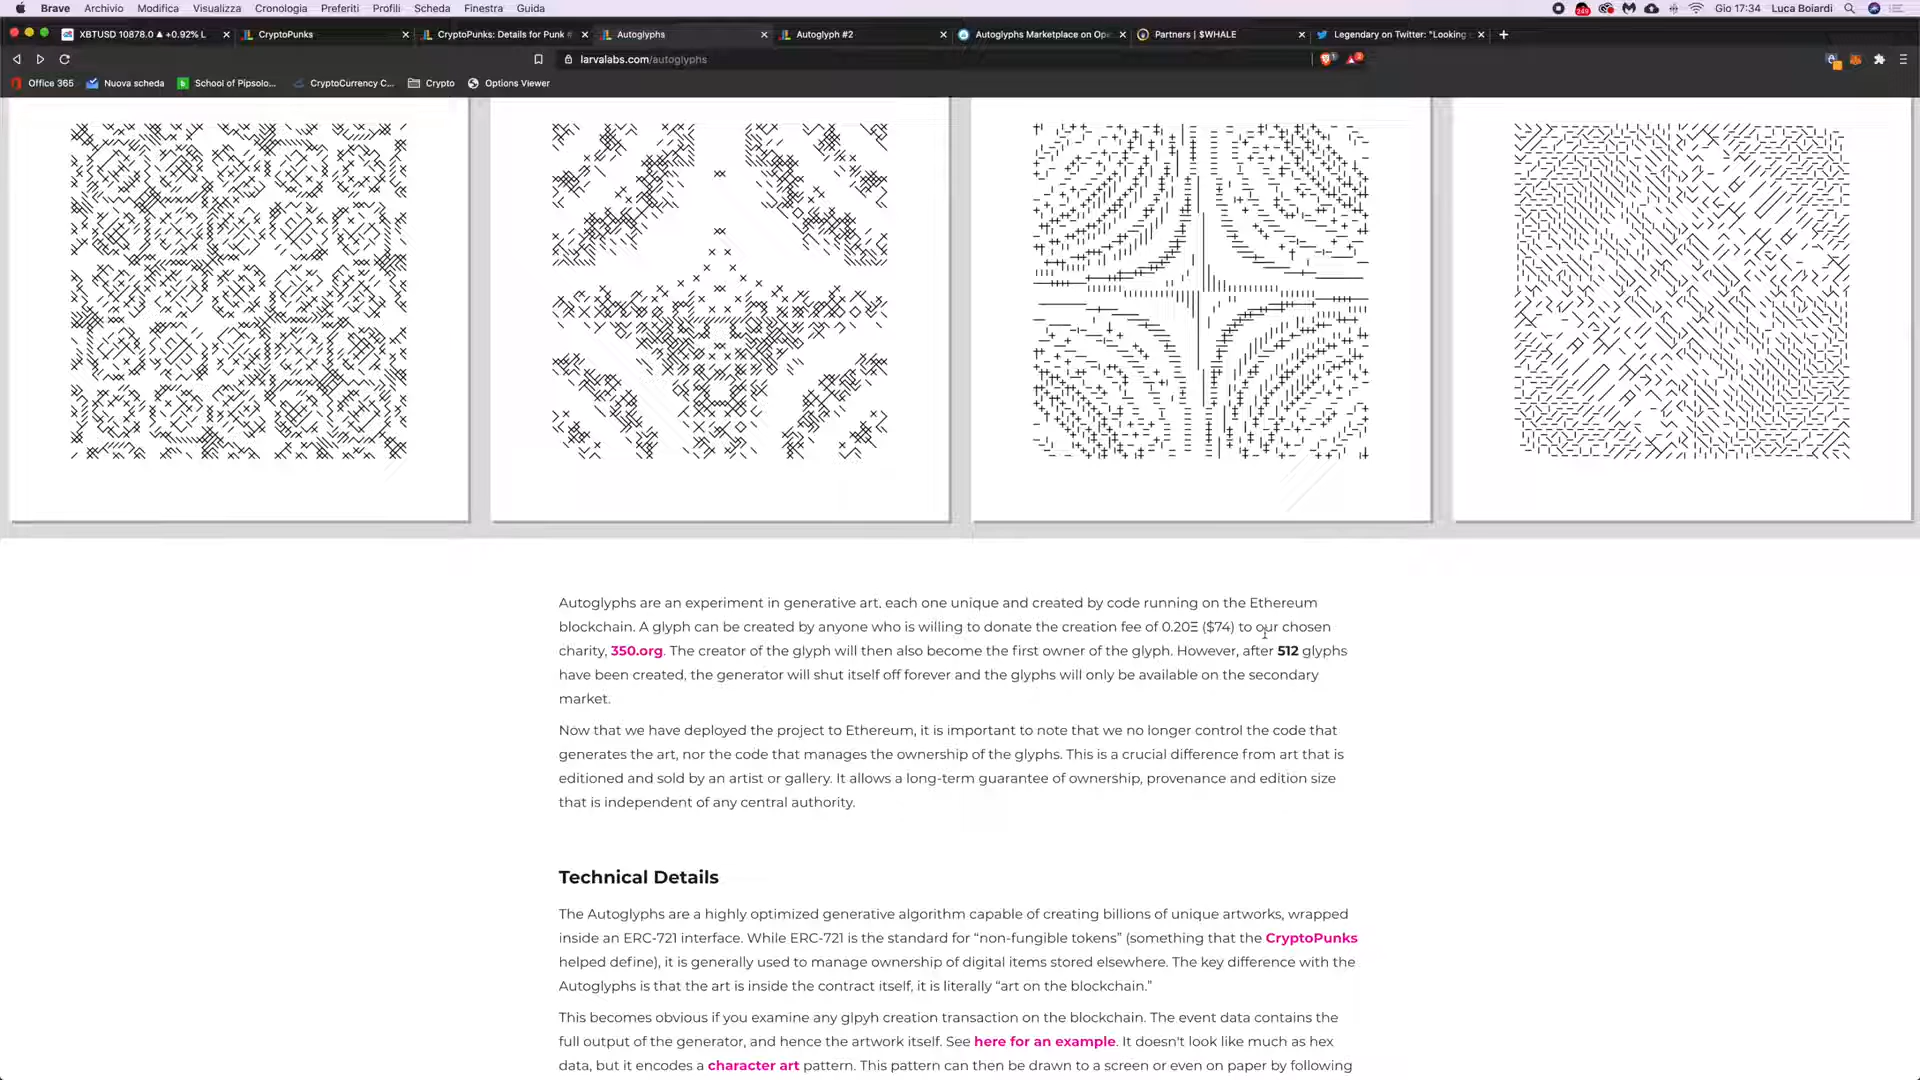 Brave Archivio Modifica Visualizza Cronologia Preferiti Profili Scheda Finestra Guida Gio 17:34 Luca Boiardi
XBTUSD 10878.0 ▲ +0.92% L CryptoPunks CryptoPunks: Details for Punk # Autoglyphs Autoglyph #2 Autoglyphs Marketplace on Ope Partners | $WHALE Legendary on Twitter: "Looking
larvalabs.com/autoglyphs
Office 365 Nuova scheda School of Pipsolo... CryptoCurrency C... Crypto Options Viewer
Autoglyphs are an experiment in generative art, each one unique and created by code running on the Ethereum
blockchain. A glyph can be created by anyone who is willing to donate the creation fee of 0.20Ξ ($74) to our chosen
charity, 350.org. The creator of the glyph will then also become the first owner of the glyph. However, after 512 glyphs
have been created, the generator will shut itself off forever and the glyphs will only be available on the secondary
market.
Now that we have deployed the project to Ethereum, it is important to note that we no longer control the code that
generates the art, nor the code that manages the ownership of the glyphs. This is a crucial difference from art that is
editioned and sold by an artist or gallery. It allows a long-term guarantee of ownership, provenance and edition size
that is independent of any central authority.
Technical Details
The Autoglyphs are a highly optimized generative algorithm capable of creating billions of unique artworks, wrapped
inside an ERC-721 interface. While ERC-721 is the standard for “non-fungible tokens” (something that the CryptoPunks
helped define), it is generally used to manage ownership of digital items stored elsewhere. The key difference with the
Autoglyphs is that the art is inside the contract itself, it is literally “art on the blockchain.”
This becomes obvious if you examine any glpyh creation transaction on the blockchain. The event data contains the
full output of the generator, and hence the artwork itself. See here for an example. It doesn't look like much as hex
data, but it encodes a character art pattern. This pattern can then be drawn to a screen or even on paper by following